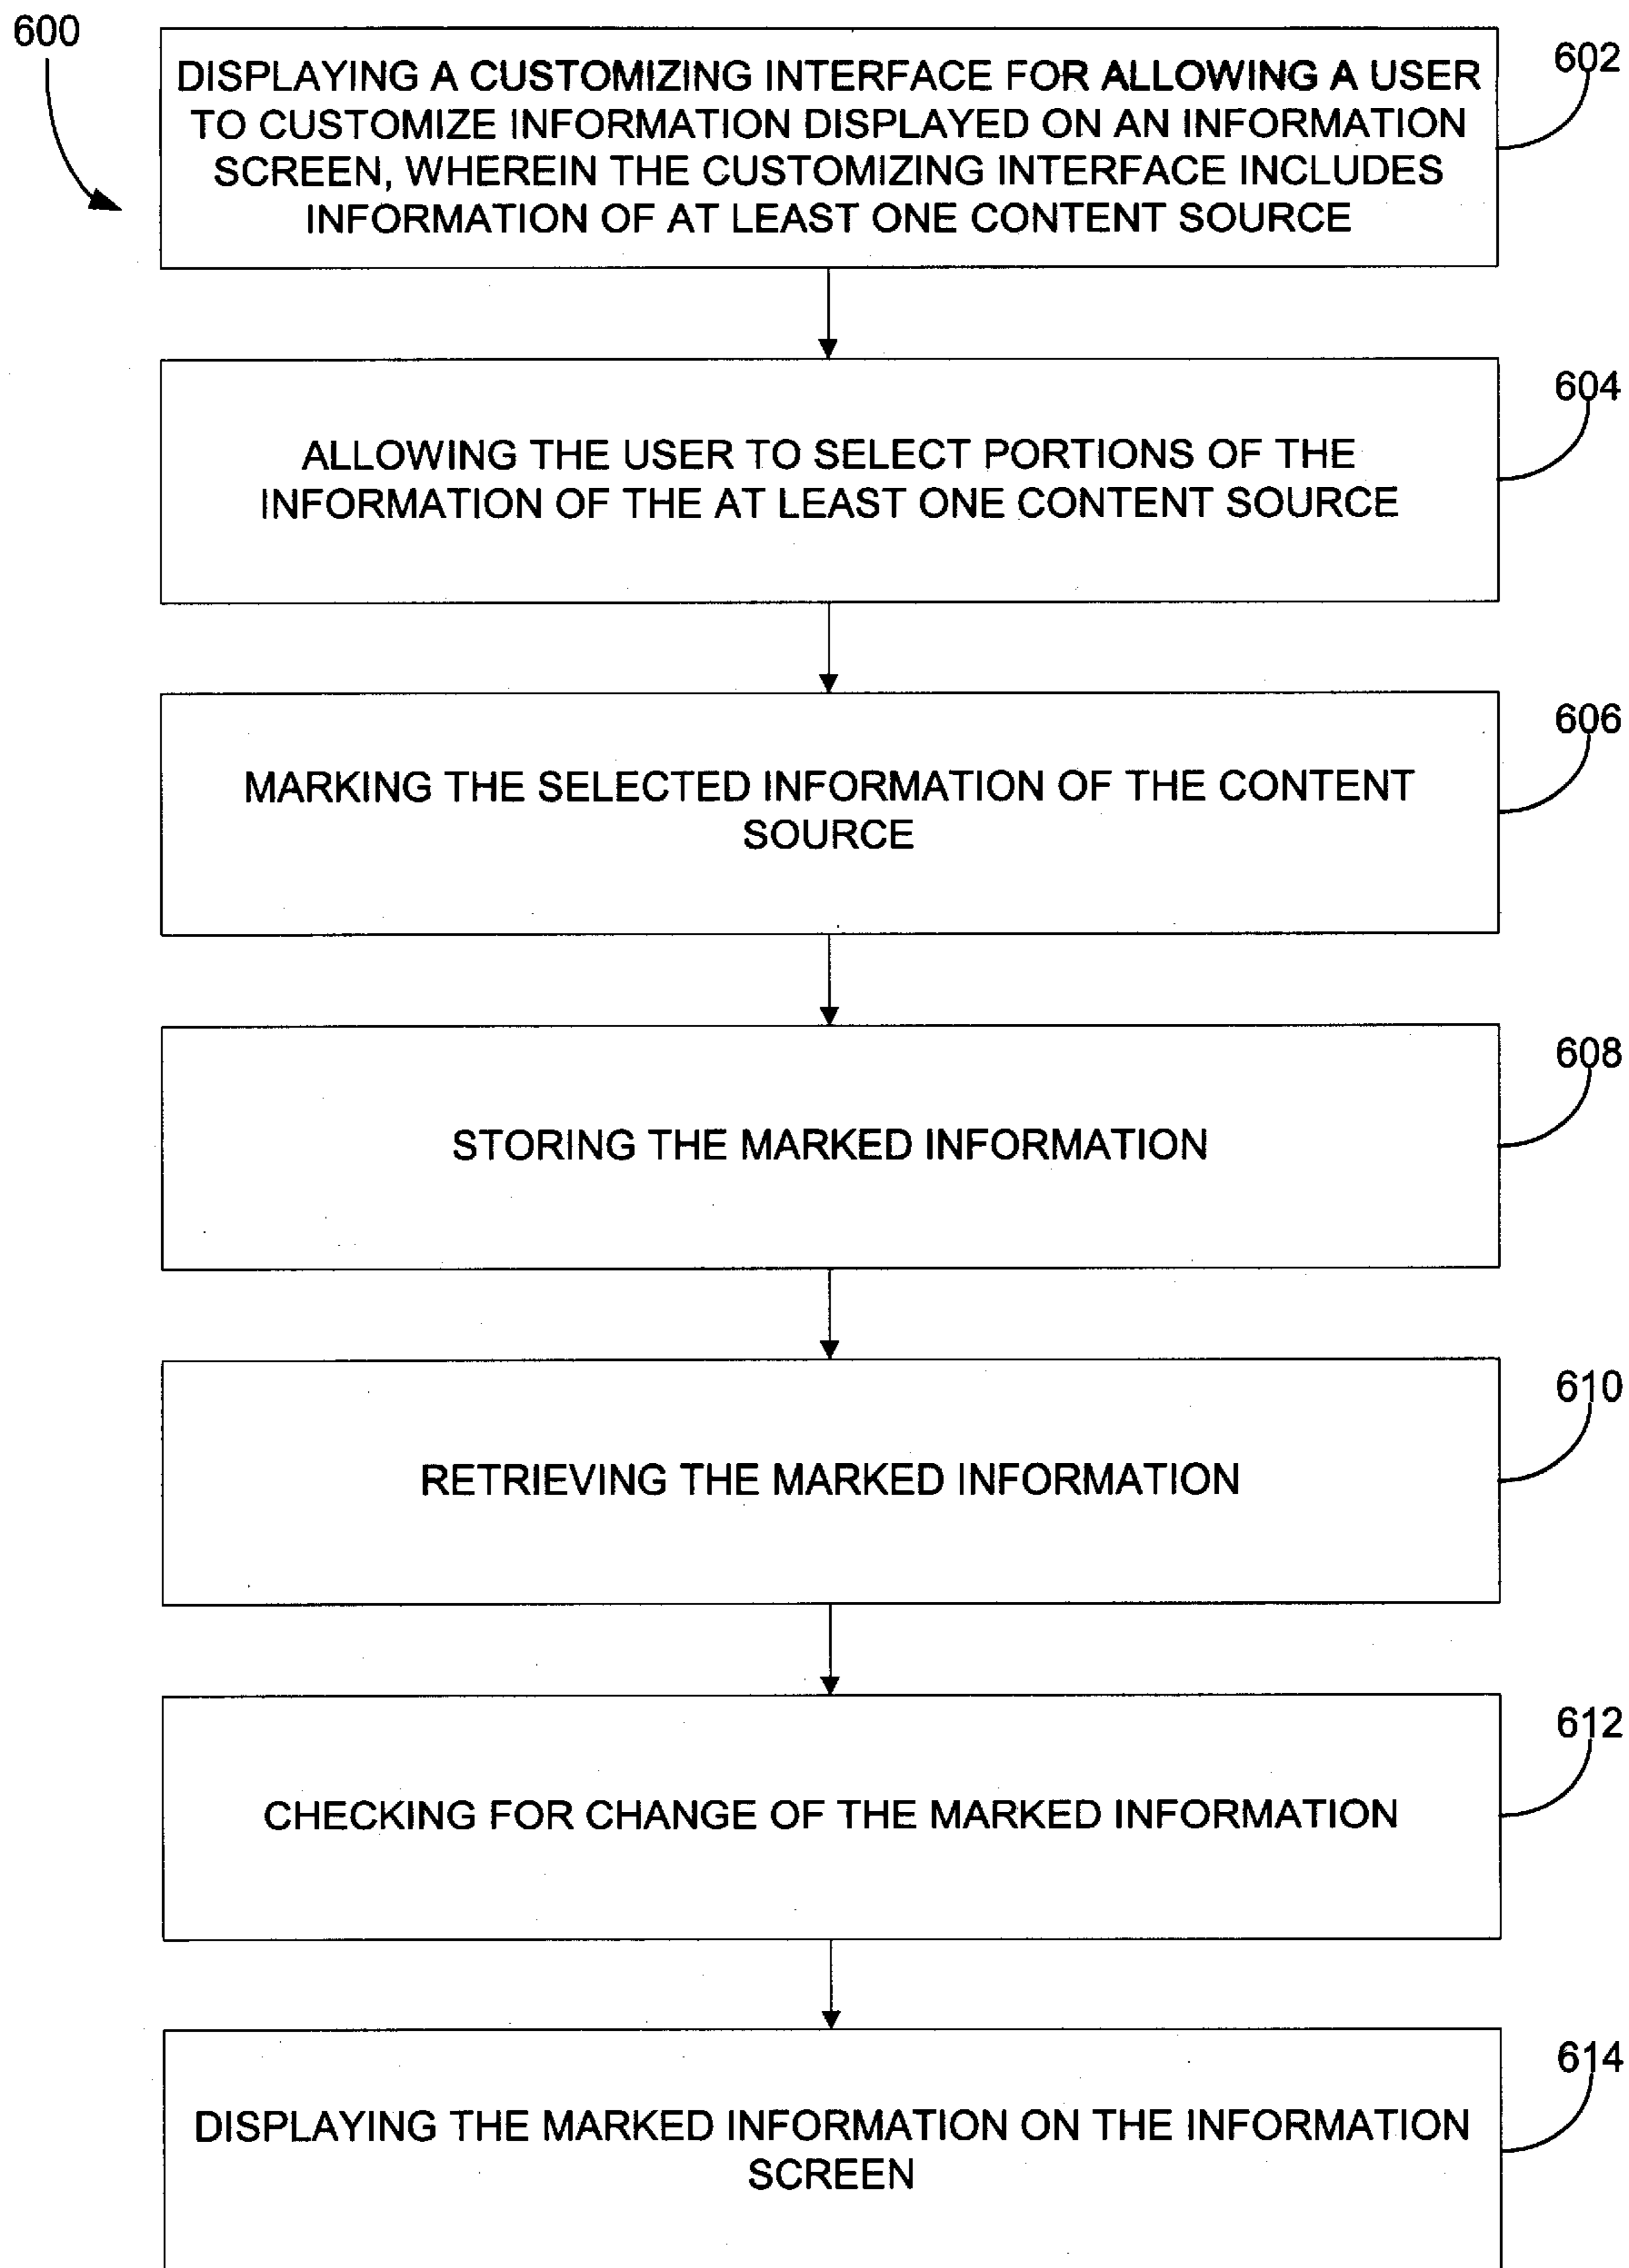 600
DISPLAYING A CUSTOMIZING INTERFACE FOR ALLOWING A USER
TO CUSTOMIZE INFORMATION DISPLAYED ON AN INFORMATION
SCREEN, WHEREIN THE CUSTOMIZING INTERFACE INCLUDES
INFORMATION OF AT LEAST ONE CONTENT SOURCE
602
ALLOWING THE USER TO SELECT PORTIONS OF THE
INFORMATION OF THE AT LEAST ONE CONTENT SOURCE
604
MARKING THE SELECTED INFORMATION OF THE CONTENT
SOURCE
606
STORING THE MARKED INFORMATION
608
RETRIEVING THE MARKED INFORMATION
610
CHECKING FOR CHANGE OF THE MARKED INFORMATION
612
DISPLAYING THE MARKED INFORMATION ON THE INFORMATION
SCREEN
614